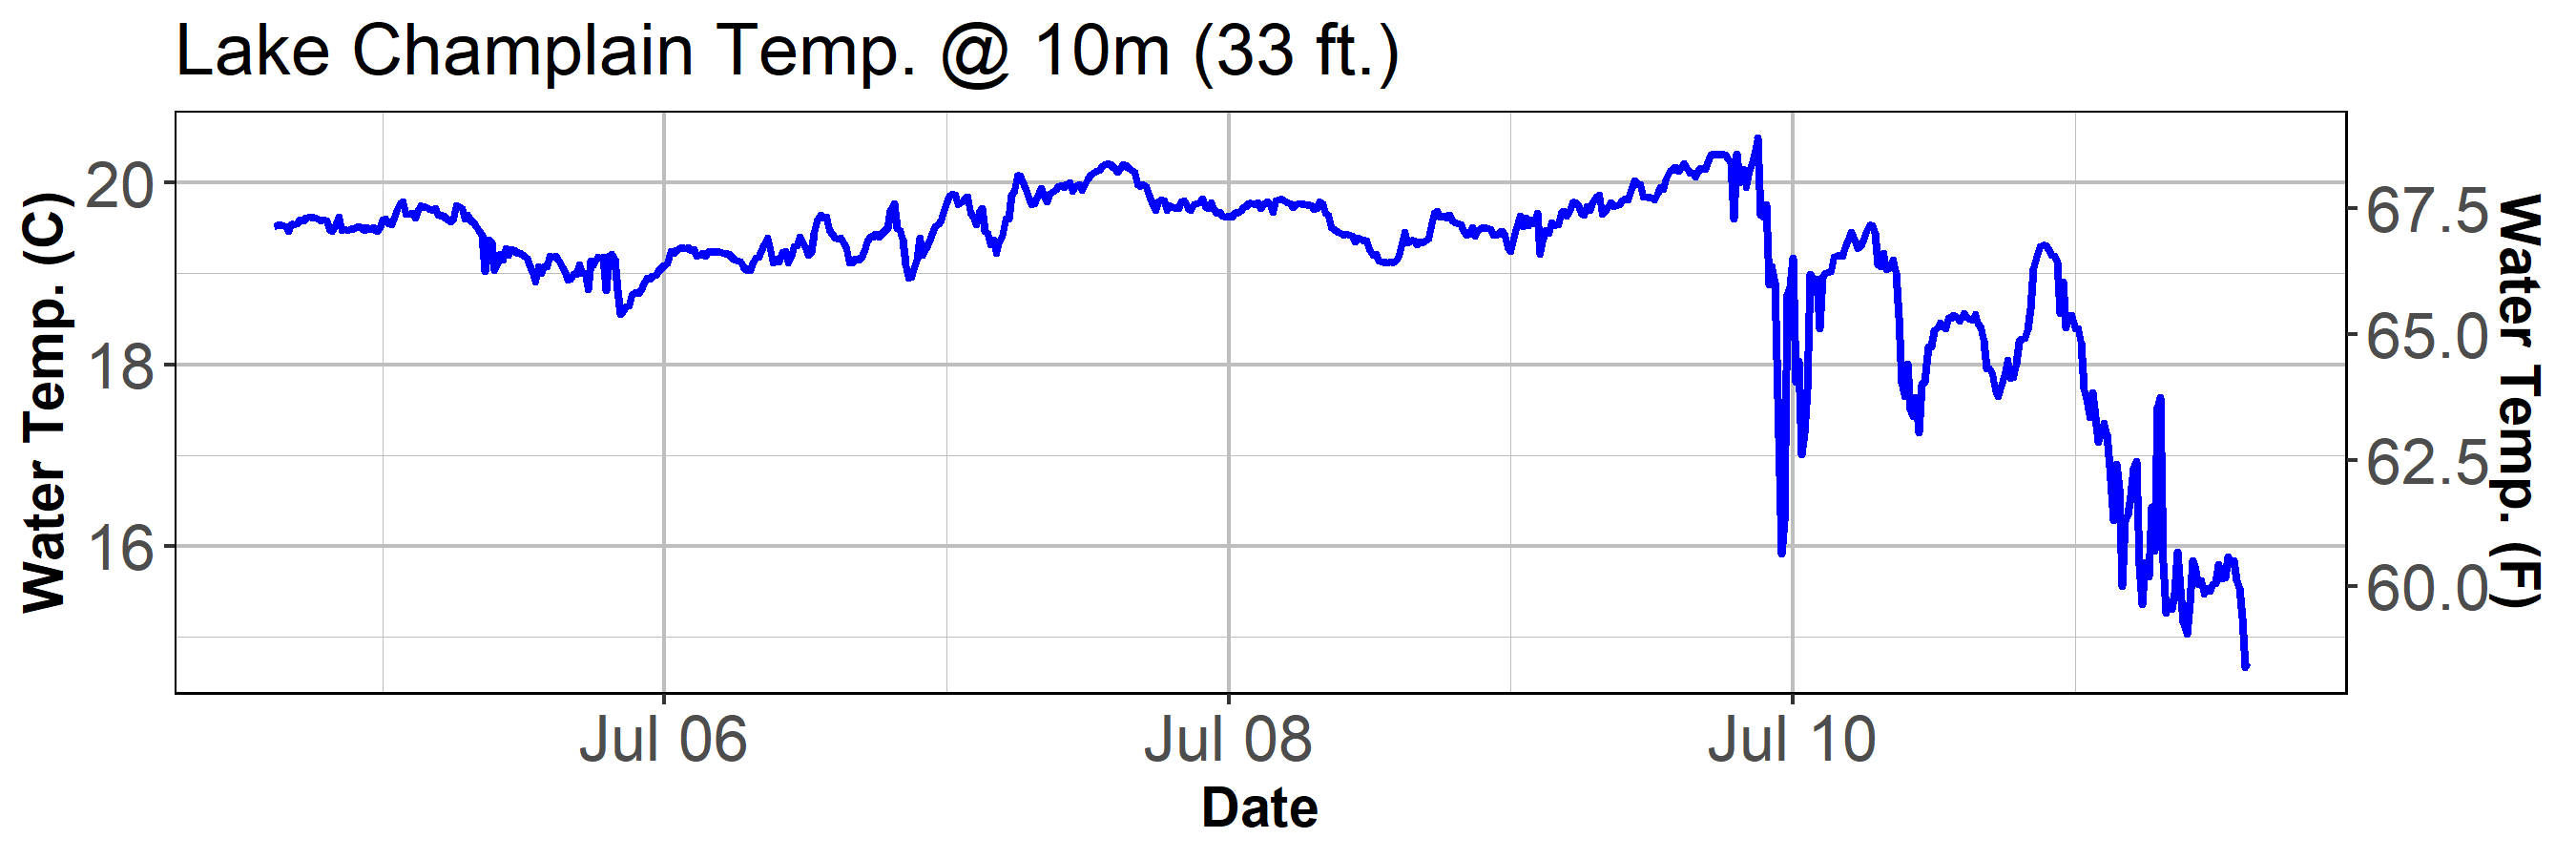 Lake Champlain Temp. @ 10m (33 ft.)
Water Temp. (C)
20
18
16
67.5
65.0
62.5
60.0
Water Temp. (F)
Jul 06
Jul 08
Jul 10
Date